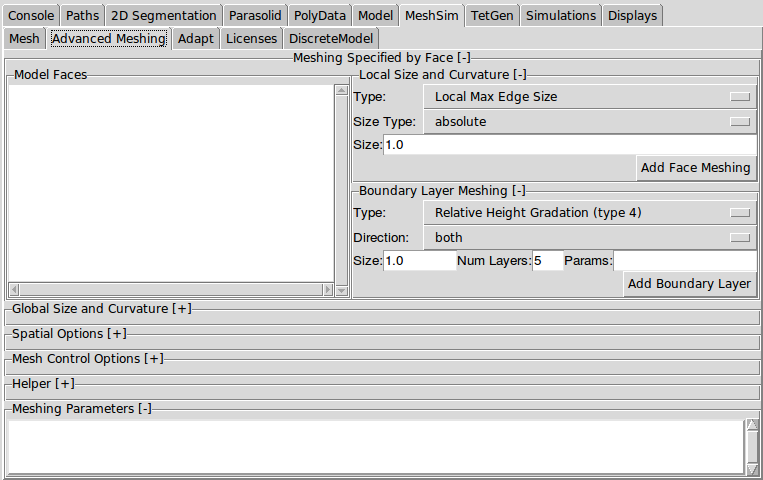 Console Paths 2D Segmentation Parasolid PolyData Model MeshSim TetGen Simulations Displays
Mesh Advanced Meshing Adapt Licenses DiscreteModel
Meshing Specified by Face [-]
Model Faces
Local Size and Curvature [-]
Type: Local Max Edge Size
Size Type: absolute
Size: 1.0
Add Face Meshing
Boundary Layer Meshing [-]
Type: Relative Height Gradation (type 4)
Direction: both
Size: 1.0 Num Layers: 5 Params:
Add Boundary Layer
Global Size and Curvature [+]
Spatial Options [+]
Mesh Control Options [+]
Helper [+]
Meshing Parameters [-]